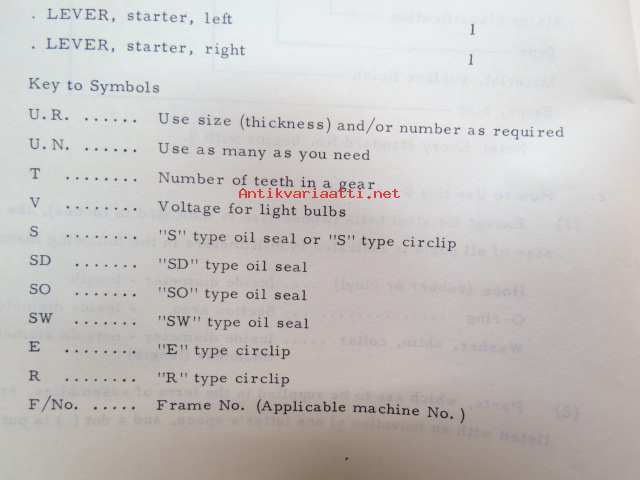 . LEVER, starter, left 1
. LEVER, starter, right 1
Key to Symbols
U.R. ...... Use size (thickness) and/or number as required
U.N. ...... Use as many as you need
T ........ Number of teeth in a gear
Antikvariaatti.net
V ........ Voltage for light bulbs
S ....... "S" type oil seal or "S" type circlip
SD ....... "SD" type oil seal
SO ....... "SO" type oil seal
SW ....... "SW" type oil seal
E ........ "E" type circlip
R ........ "R" type circlip
F/No. ..... Frame No. (Applicable machine No.)